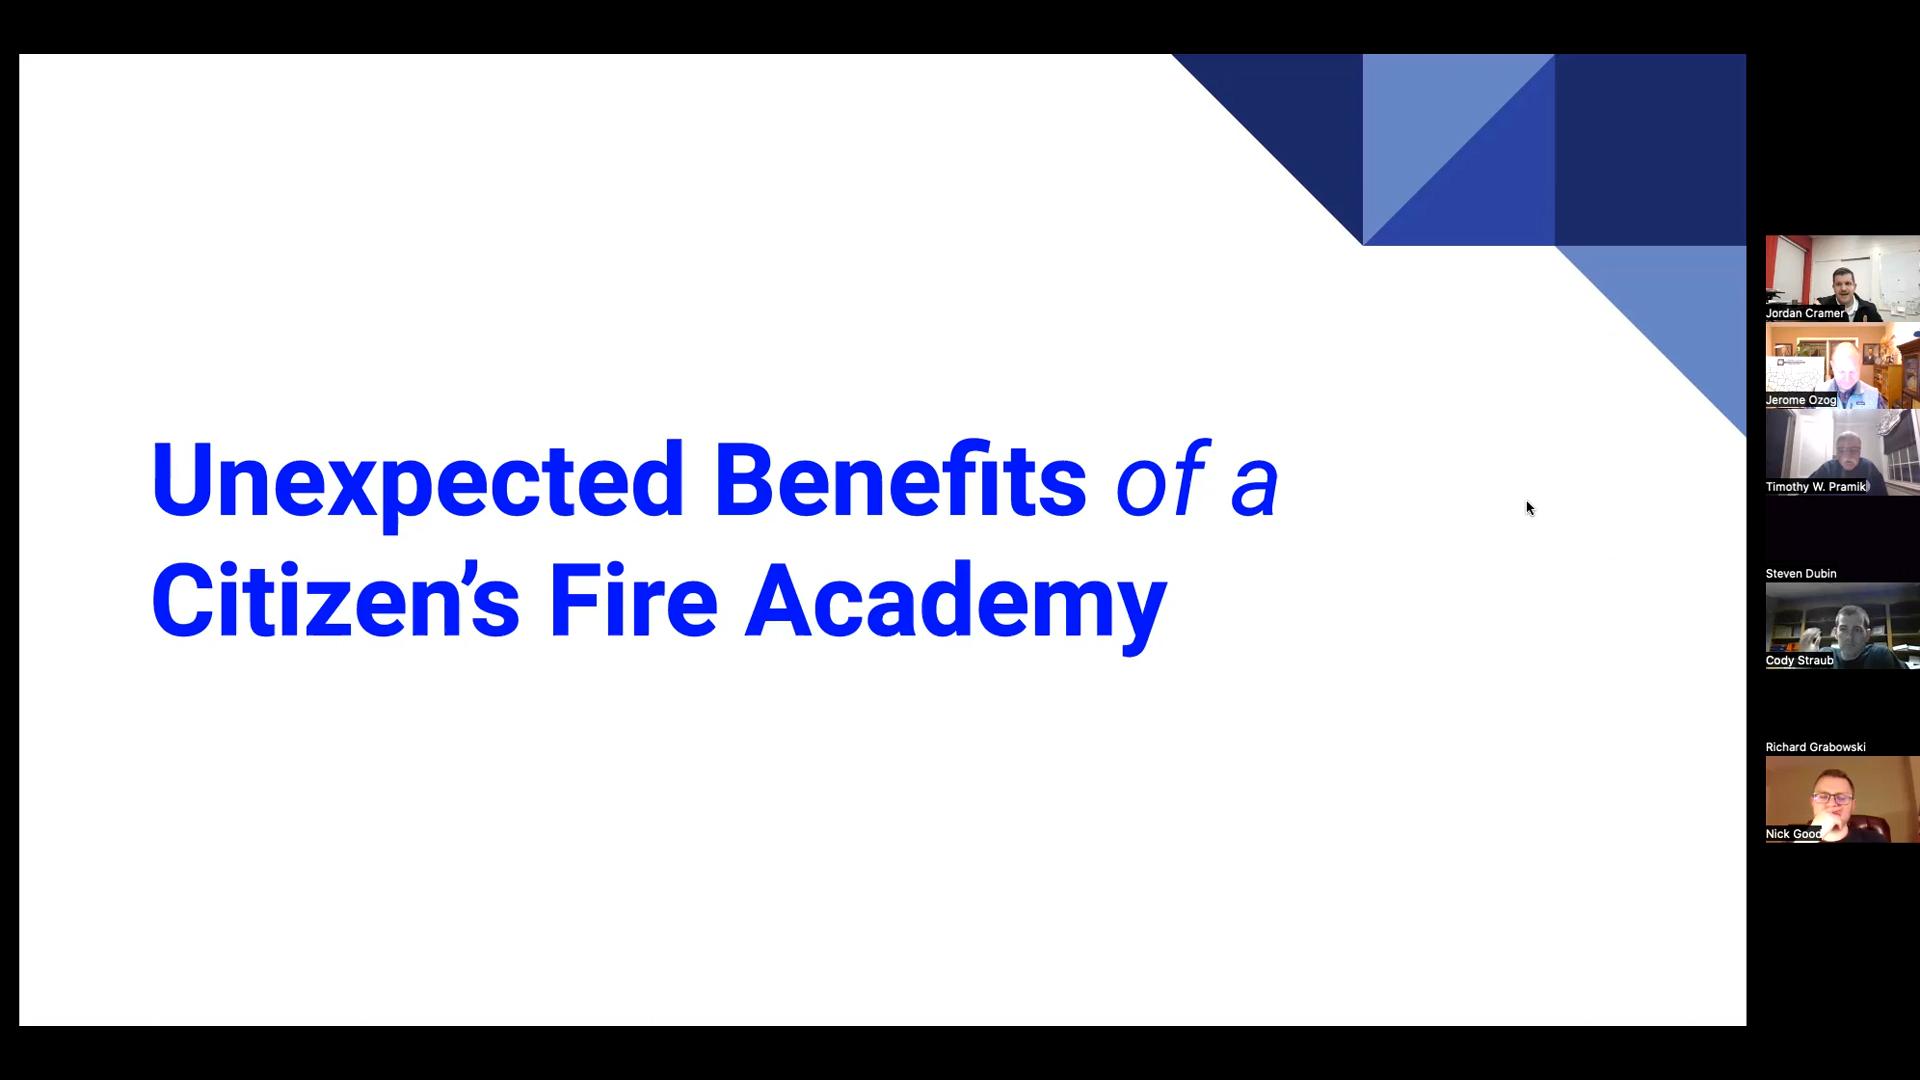 Unexpected Benefits of a
Citizen’s Fire Academy
Jordan Cramer
Jerome Ozog
Timothy W. Pramik
Steven Dubin
Cody Straub
Richard Grabowski
Nick Good